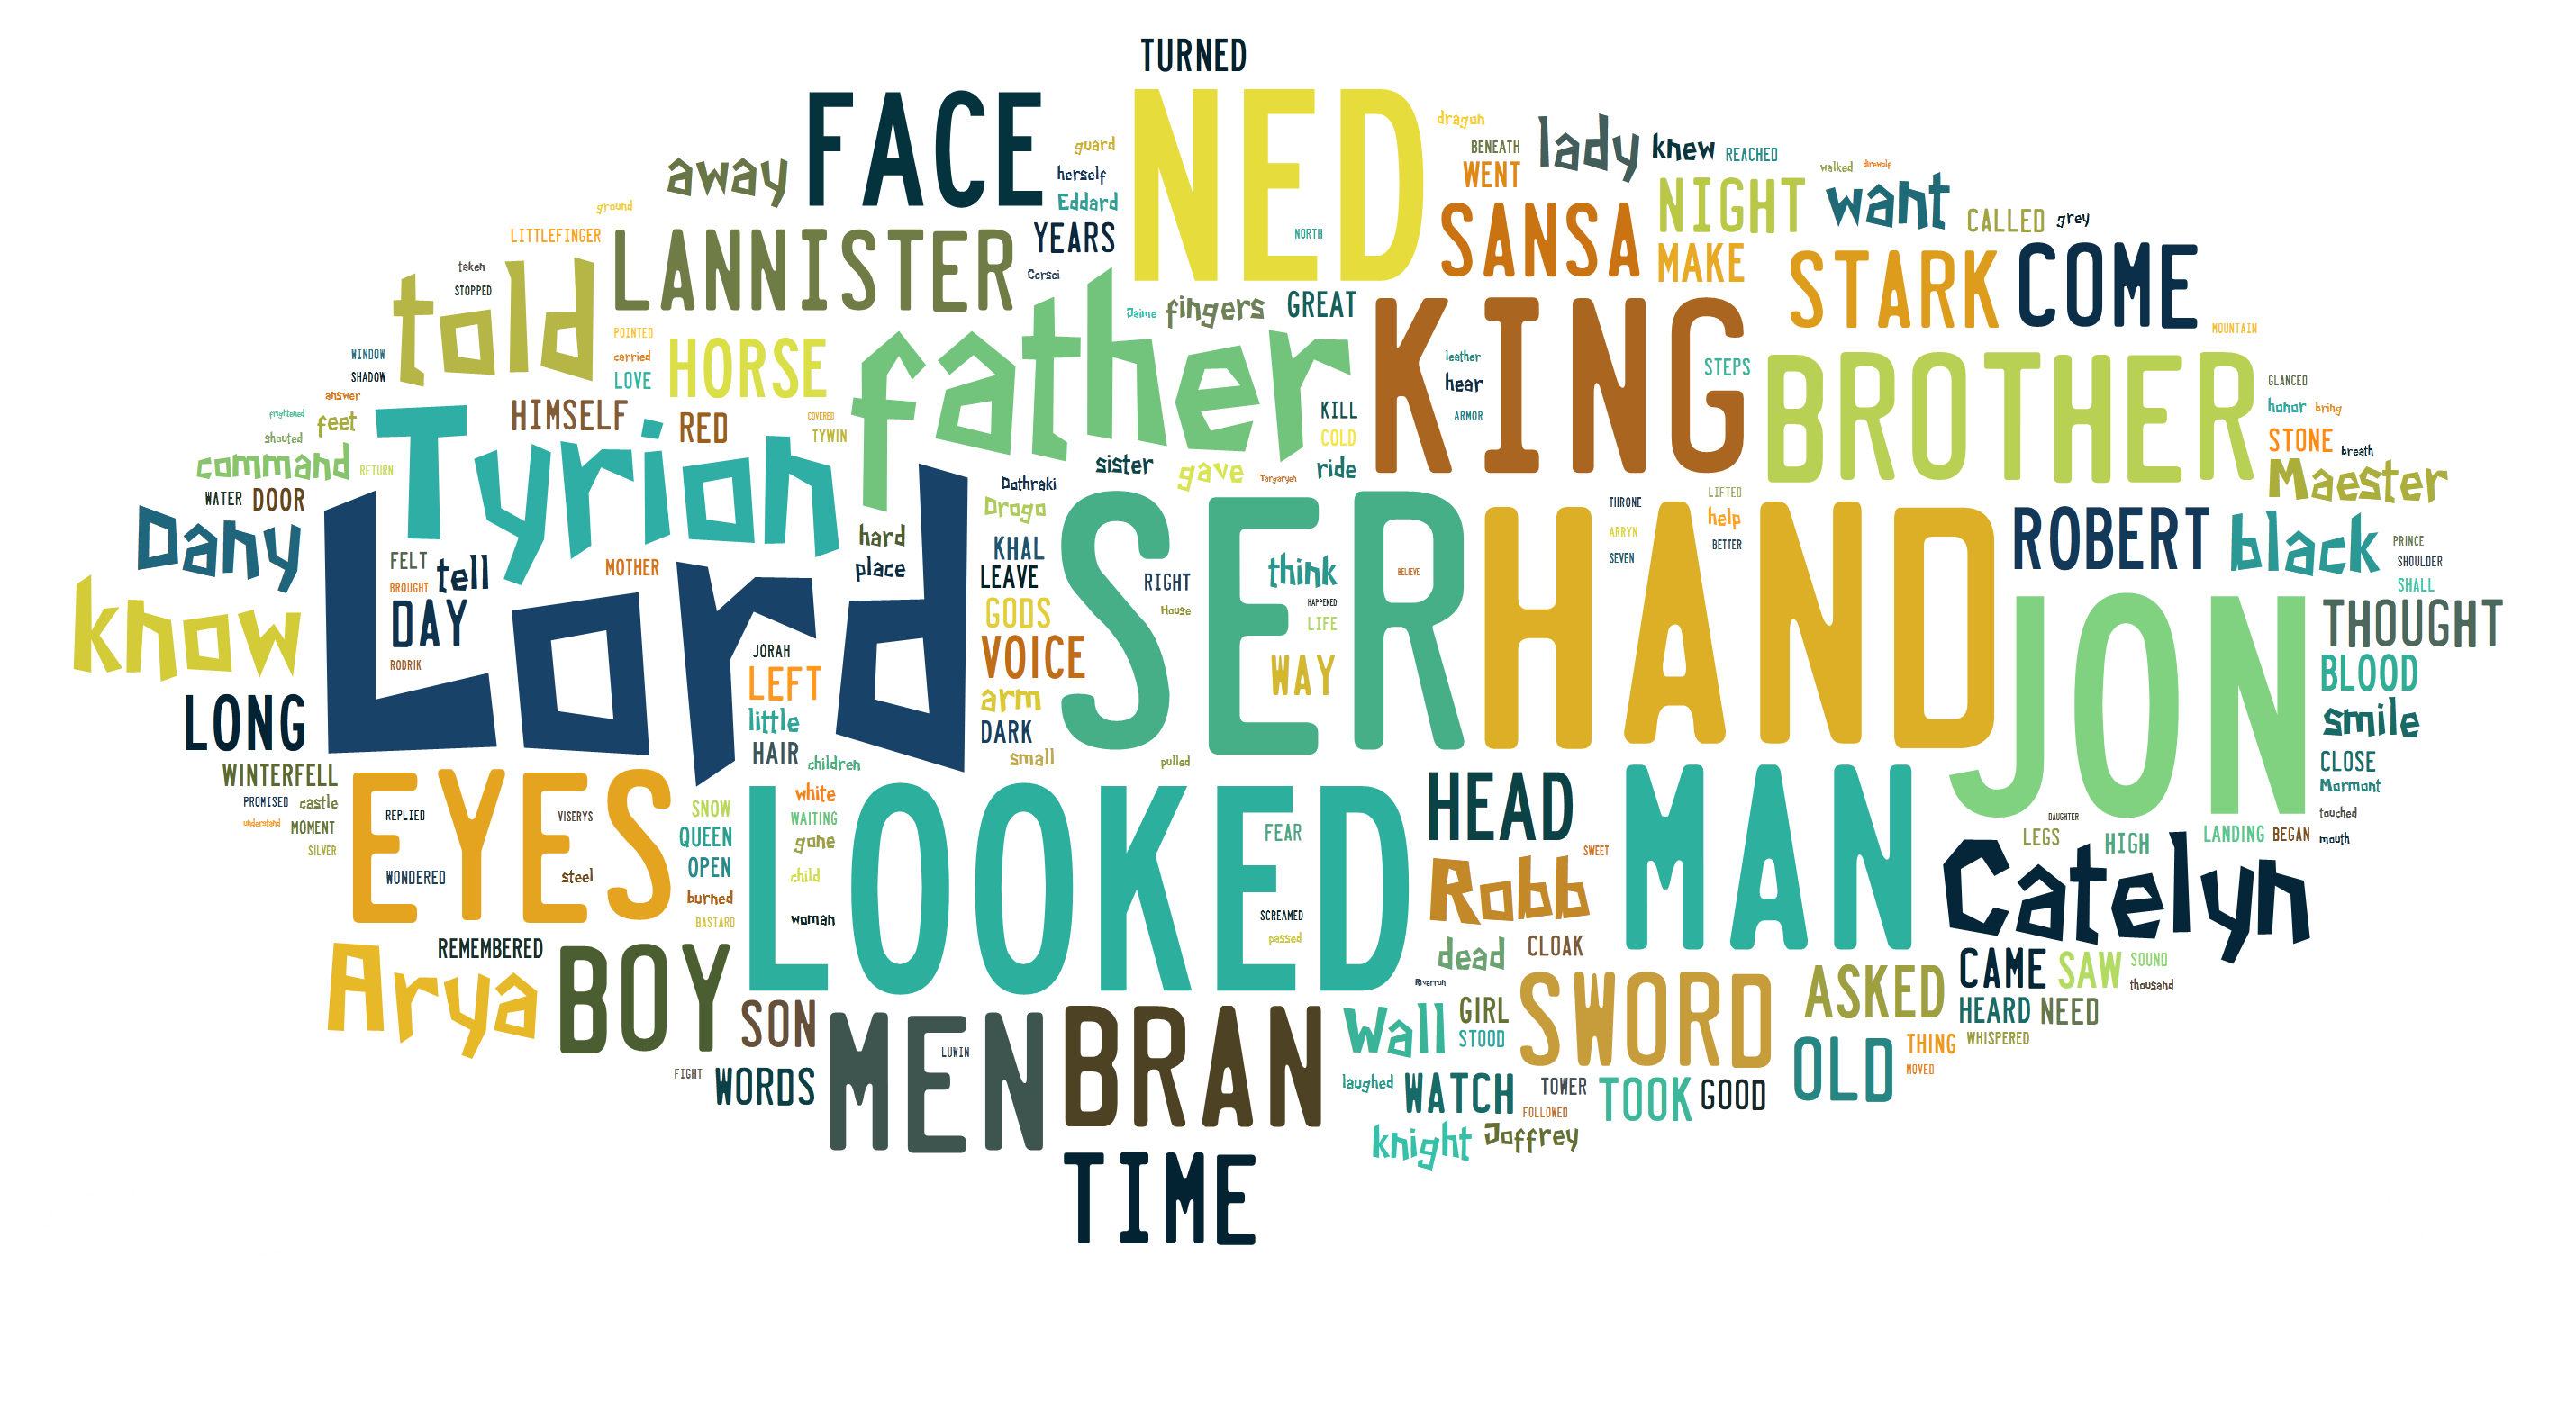 TURNED
FACE
NED
dragon
guard
away
herself
Eddard
BENEATH
WENT
lady
knew
REACHED
walked
direwolf
ground
LITTLEFINGER
LANNISTER
YEARS
NORTH
SANSA
NIGHT
want
CALLED
grey
taken
STOPPED
told
Cersei
MAKE
STARK
COME
MOUNTAIN
Jaime
fingers
GREAT
KING
WINDOW
SHADOW
POINTED
carried
LOVE
HORSE
father
leather
hear
ARMOR
STEPS
BROTHER
GLANCED
honor
bring
answer
frightened
feet
shouted
HIMSELF
RED
COVERED
TYWIN
KILL
COLD
STONE
breath
command
RETURN
Tyrion
sister
gave
Targaryen
ride
Maester
WATER
DOOR
Dothraki
Drogo
THRONE
LIFTED
help
ARRYN
SEVEN
BETTER
Dany
Lord
hard
place
KHAL
LEAVE
SER
HAND
ROBERT
black
PRINCE
SHOULDER
SHALL
FELT
BROUGHT
tell
MOTHER
RIGHT
think
BELIEVE
know
DAY
GODS
House
HAPPENED
LIFE
JON
THOUGHT
RODRIK
JORAH
LEFT
VOICE
WAY
BLOOD
LONG
little
arm
smile
HAIR
DARK
WINTERFELL
children
small
pulled
CLOSE
Mormont
PROMISED
castle
understand
MOMENT
SILVER
EYES
REPLIED
VISERYS
WONDERED
steel
SNOW
QUEEN
OPEN
burned
BASTARD
white
WAITING
gone
child
woman
LOOKED
FEAR
SCREAMED
passed
HEAD
SWEET
Robb
MAN
DAUGHTER
LEGS
HIGH
LANDING
BEGAN
touched
mouth
Catelyn
Arya
REMEMBERED
BOY
dead
CLOAK
Riverrun
ASKED
CAME
SAW
SOUND
thousand
SON
MEN
LUWIN
BRAN
Wall
GIRL
STOOD
SWORD
HEARD
NEED
OLD
THING
WHISPERED
MOVED
FIGHT
WORDS
laughed
WATCH
TOWER
FOLLOWED
TOOK
GOOD
knight
Joffrey
TIME